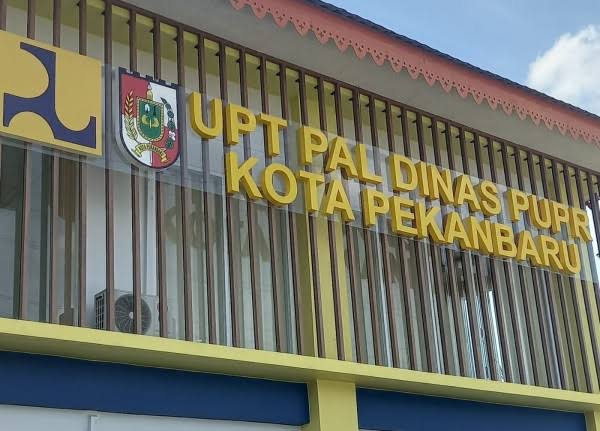 UPT PAL DINAS PUPR
KOTA PEKANBARU